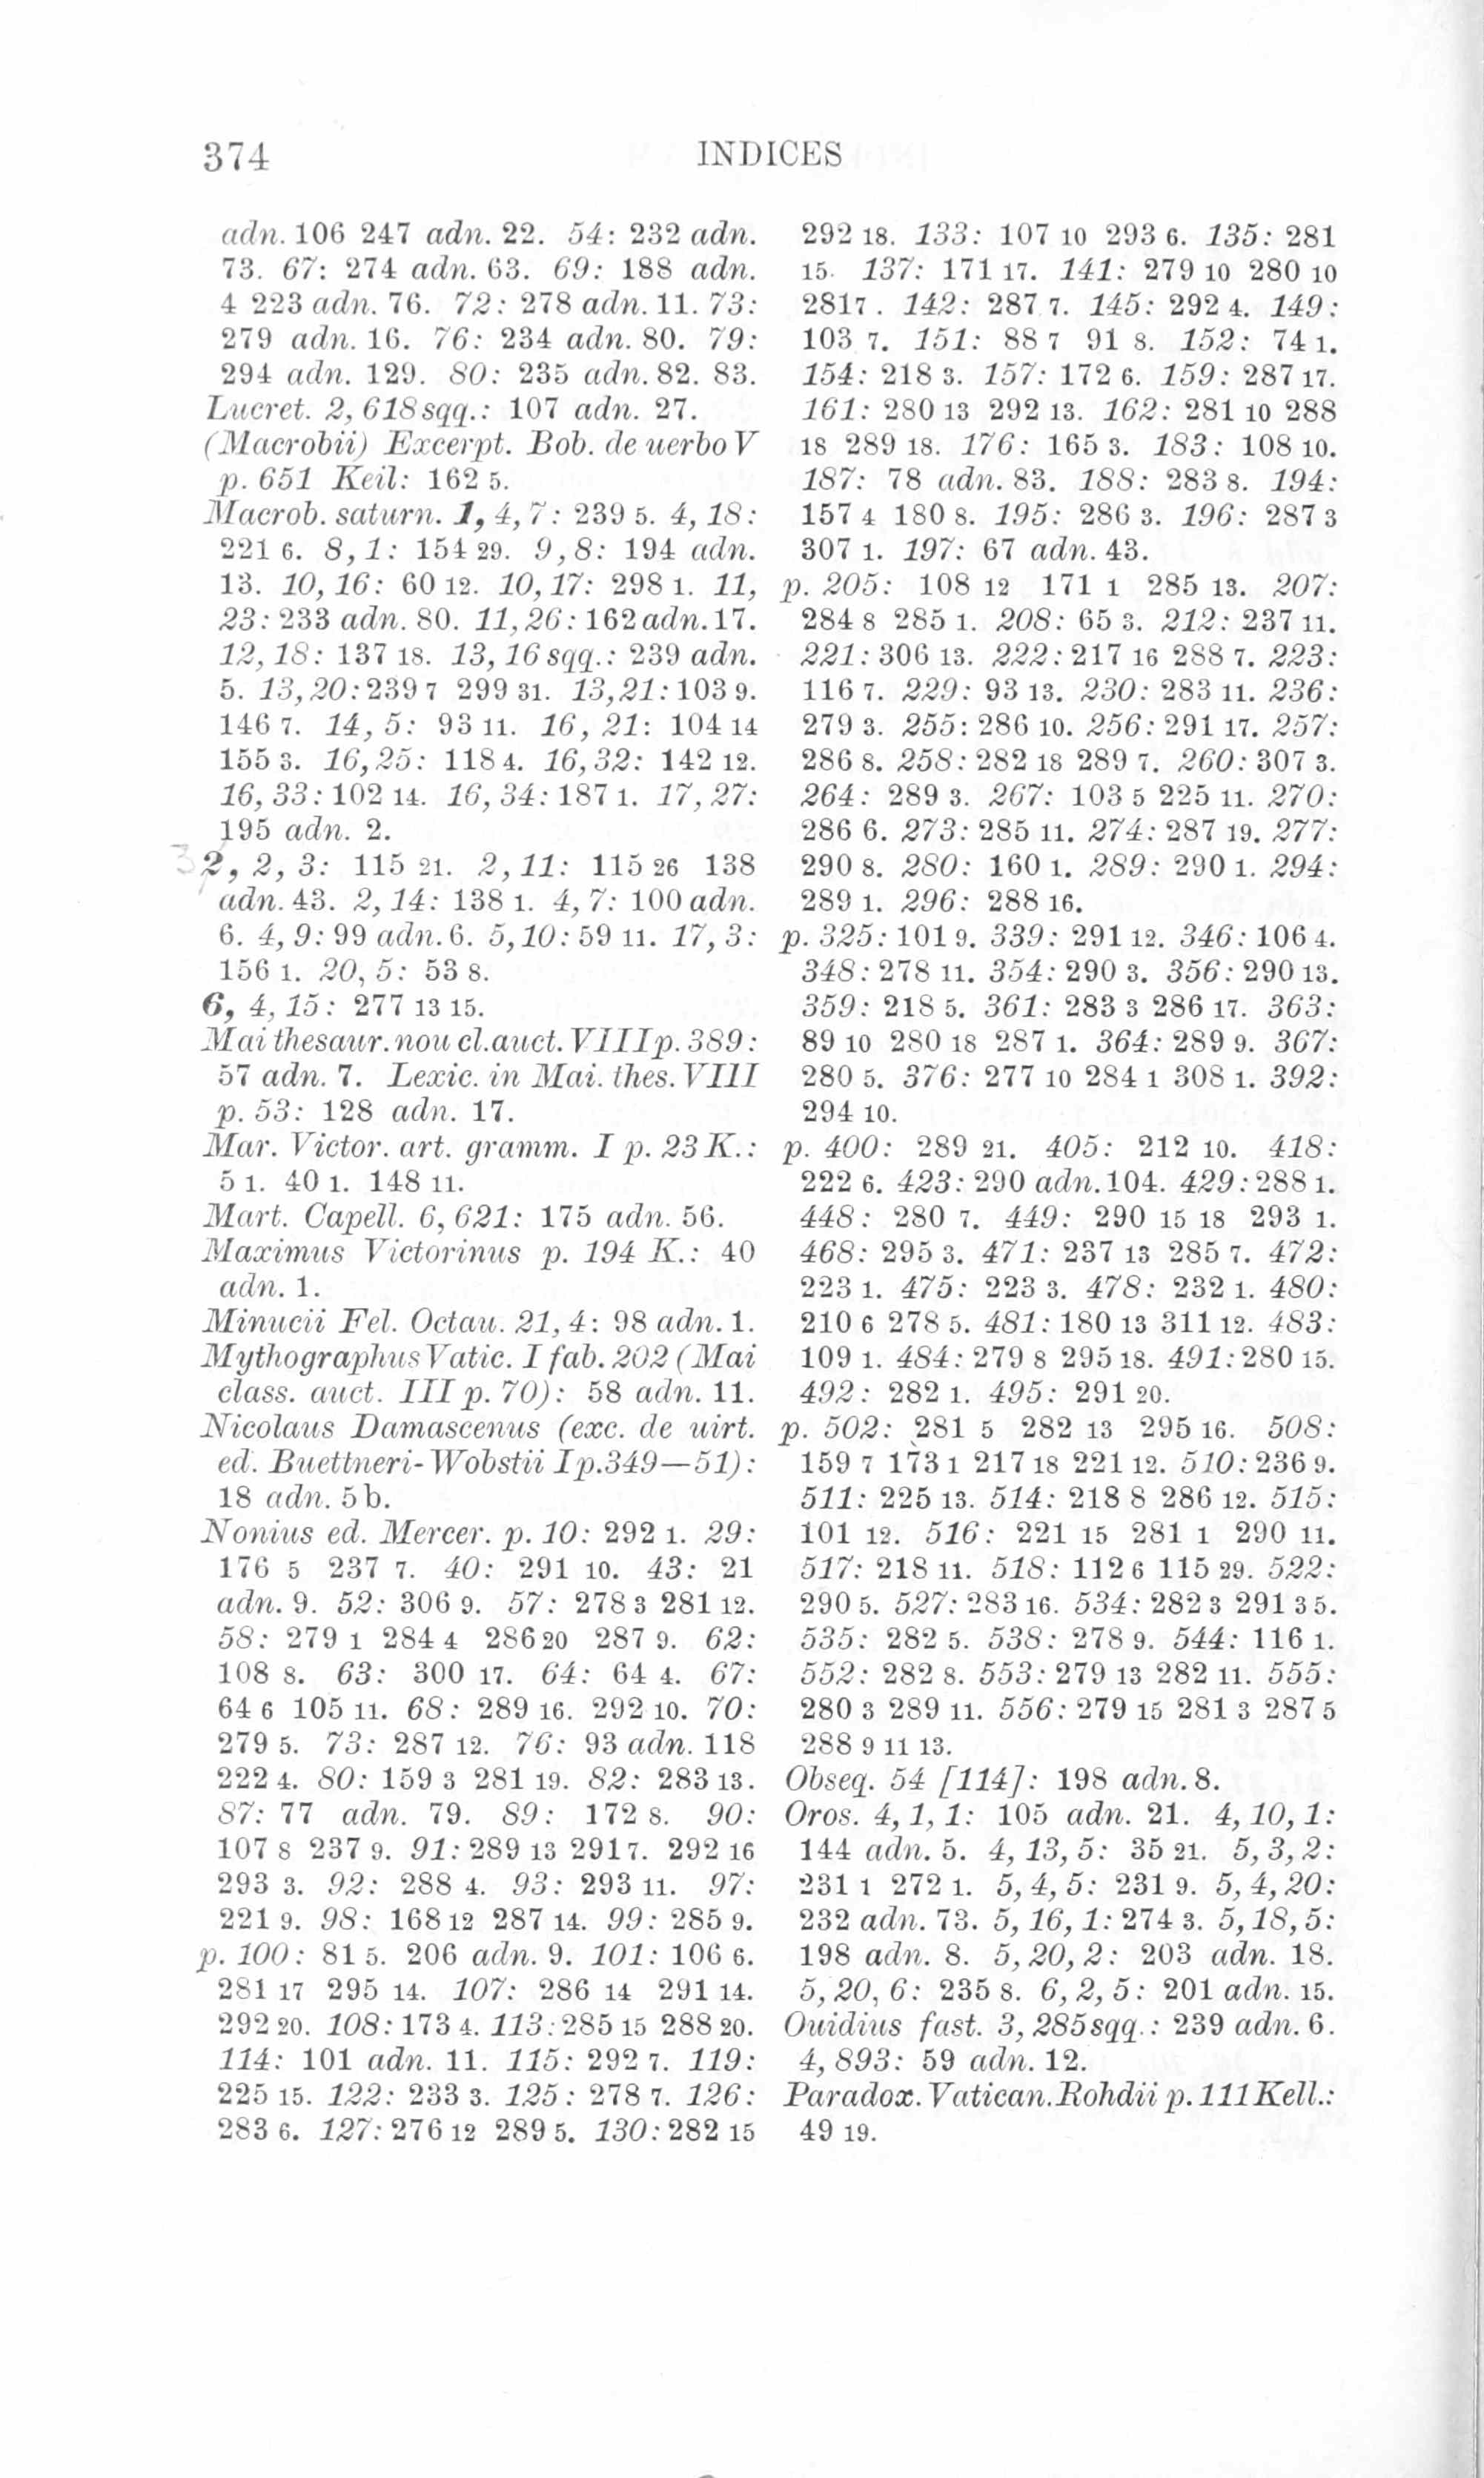 374
INDICES
adn. 106 247 adn. 22. 54: 232 adn.
73. 67: 274 adn. 63. 69: 188 adn.
4 223 adn. 76. 72: 278 adn. 11. 73:
279 adn. 16. 76: 234 adn. 80. 79:
294 adn. 129. 80: 235 adn. 82. 83.
Lucret. 2, 618 sqq.: 107 adn. 27.
(Macrobii) Excerpt. Bob. de uerbo V
p. 651 Keil: 162 5.
Macrob. saturn. 1, 4, 7: 239 5. 4, 18:
221 6. 8, 1: 154 29. 9, 8: 194 adn.
13. 10, 16: 60 12. 10, 17: 298 1. 11,
23: 233 adn. 80. 11, 26: 162 adn. 17.
12, 18: 137 18. 13, 16 sqq.: 239 adn.
5. 13, 20: 239 7 299 31. 13, 21: 103 9.
146 7. 14, 5: 93 11. 16, 21: 104 14
155 3. 16, 25: 118 4. 16, 32: 142 12.
16, 33: 102 14. 16, 34: 187 1. 17, 27:
195 adn. 2.
2, 2, 3: 115 21. 2, 11: 115 26 138
adn. 43. 2, 14: 138 1. 4, 7: 100 adn.
6. 4, 9: 99 adn. 6. 5, 10: 59 11. 17, 3:
156 1. 20, 5: 53 8.
6, 4, 15: 277 13 15.
Mai thesaur. nou cl. auct. VIII p. 389:
57 adn. 7. Lexic. in Mai. thes. VIII
p. 53: 128 adn. 17.
Mar. Victor. art. gramm. I p. 23 K.:
5 1. 40 1. 148 11.
Mart. Capell. 6, 621: 175 adn. 56.
Maximus Victorinus p. 194 K.: 40
adn. 1.
Minucii Fel. Octau. 21, 4: 98 adn. 1.
Mythographus Vatic. I fab. 202 (Mai
class. auct. III p. 70): 58 adn. 11.
Nicolaus Damascenus (exc. de uirt.
ed. Buettneri-Wobstii I p. 349—51):
18 adn. 5b.
Nonius ed. Mercer. p. 10: 292 1. 29:
176 5 237 7. 40: 291 10. 43: 21
adn. 9. 52: 306 9. 57: 278 3 281 12.
58: 279 1 284 4 286 20 287 9. 62:
108 8. 63: 300 17. 64: 64 4. 67:
64 6 105 11. 68: 289 16. 292 10. 70:
279 5. 73: 287 12. 76: 93 adn. 118
222 4. 80: 159 3 281 19. 82: 283 13.
87: 77 adn. 79. 89: 172 8. 90:
107 8 237 9. 91: 289 13 291 7. 292 16
293 3. 92: 288 4. 93: 293 11. 97:
221 9. 98: 168 12 287 14. 99: 285 9.
p. 100: 81 5. 206 adn. 9. 101: 106 6.
281 17 295 14. 107: 286 14 291 14.
292 20. 108: 173 4. 113: 285 15 288 20.
114: 101 adn. 11. 115: 292 7. 119:
225 15. 122: 233 3. 125: 278 7. 126:
283 6. 127: 276 12 289 5. 130: 282 15
292 18. 133: 107 10 293 6. 135: 281
15. 137: 171 17. 141: 279 10 280 10
281 7. 142: 287 7. 145: 292 4. 149:
103 7. 151: 88 7 91 8. 152: 74 1.
154: 218 3. 157: 172 6. 159: 287 17.
161: 280 13 292 13. 162: 281 10 288
18 289 18. 176: 165 3. 183: 108 10.
187: 78 adn. 83. 188: 283 8. 194:
157 4 180 8. 195: 286 3. 196: 287 3
307 1. 197: 67 adn. 43.
p. 205: 108 12 171 1 285 13. 207:
284 8 285 1. 208: 65 3. 212: 237 11.
221: 306 13. 222: 217 16 288 7. 223:
116 7. 229: 93 13. 230: 283 11. 236:
279 3. 255: 286 10. 256: 291 17. 257:
286 8. 258: 282 18 289 7. 260: 307 3.
264: 289 3. 267: 103 5 225 11. 270:
286 6. 273: 285 11. 274: 287 19. 277:
290 8. 280: 160 1. 289: 290 1. 294:
289 1. 296: 288 16.
p. 325: 101 9. 339: 291 12. 346: 106 4.
348: 278 11. 354: 290 3. 356: 290 13.
359: 218 5. 361: 283 3 286 17. 363:
89 10 280 18 287 1. 364: 289 9. 367:
280 5. 376: 277 10 284 1 308 1. 392:
294 10.
p. 400: 289 21. 405: 212 10. 418:
222 6. 423: 290 adn. 104. 429: 288 1.
448: 280 7. 449: 290 15 18 293 1.
468: 295 3. 471: 237 13 285 7. 472:
223 1. 475: 223 3. 478: 232 1. 480:
210 6 278 5. 481: 180 13 311 12. 483:
109 1. 484: 279 8 295 18. 491: 280 15.
492: 282 1. 495: 291 20.
p. 502: 281 5 282 13 295 16. 508:
159 7 173 1 217 18 221 12. 510: 236 9.
511: 225 13. 514: 218 8 286 12. 515:
101 12. 516: 221 15 281 1 290 11.
517: 218 11. 518: 112 6 115 29. 522:
290 5. 527: 283 16. 534: 282 3 291 3 5.
535: 282 5. 538: 278 9. 544: 116 1.
552: 282 8. 553: 279 13 282 11. 555:
280 3 289 11. 556: 279 15 281 3 287 5
288 9 11 13.
Obseq. 54 [114]: 198 adn. 8.
Oros. 4, 1, 1: 105 adn. 21. 4, 10, 1:
144 adn. 5. 4, 13, 5: 35 21. 5, 3, 2:
231 1 272 1. 5, 4, 5: 231 9. 5, 4, 20:
232 adn. 73. 5, 16, 1: 274 3. 5, 18, 5:
198 adn. 8. 5, 20, 2: 203 adn. 18.
5, 20, 6: 235 8. 6, 2, 5: 201 adn. 15.
Ouidius fast. 3, 285 sqq.: 239 adn. 6.
4, 893: 59 adn. 12.
Paradox. Vatican. Rohdii p. 111 Kell.:
49 19.